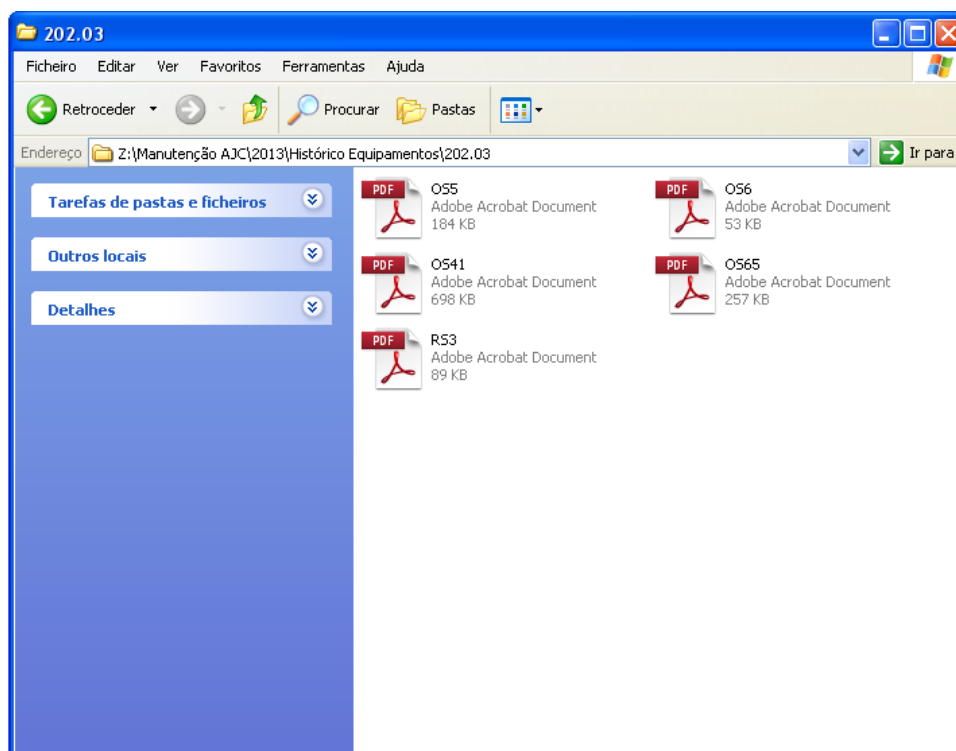 202.03
Ficheiro Editar Ver Favoritos Ferramentas Ajuda
Retroceder Procurar Pastas
Endereço Z:\Manutenção AJC\2013\Histórico Equipamentos\202.03 Ir para
Tarefas de pastas e ficheiros
Outros locais
Detalhes
PDF OS5
Adobe Acrobat Document
184 KB
PDF OS6
Adobe Acrobat Document
53 KB
PDF OS41
Adobe Acrobat Document
698 KB
PDF OS65
Adobe Acrobat Document
257 KB
PDF RS3
Adobe Acrobat Document
89 KB